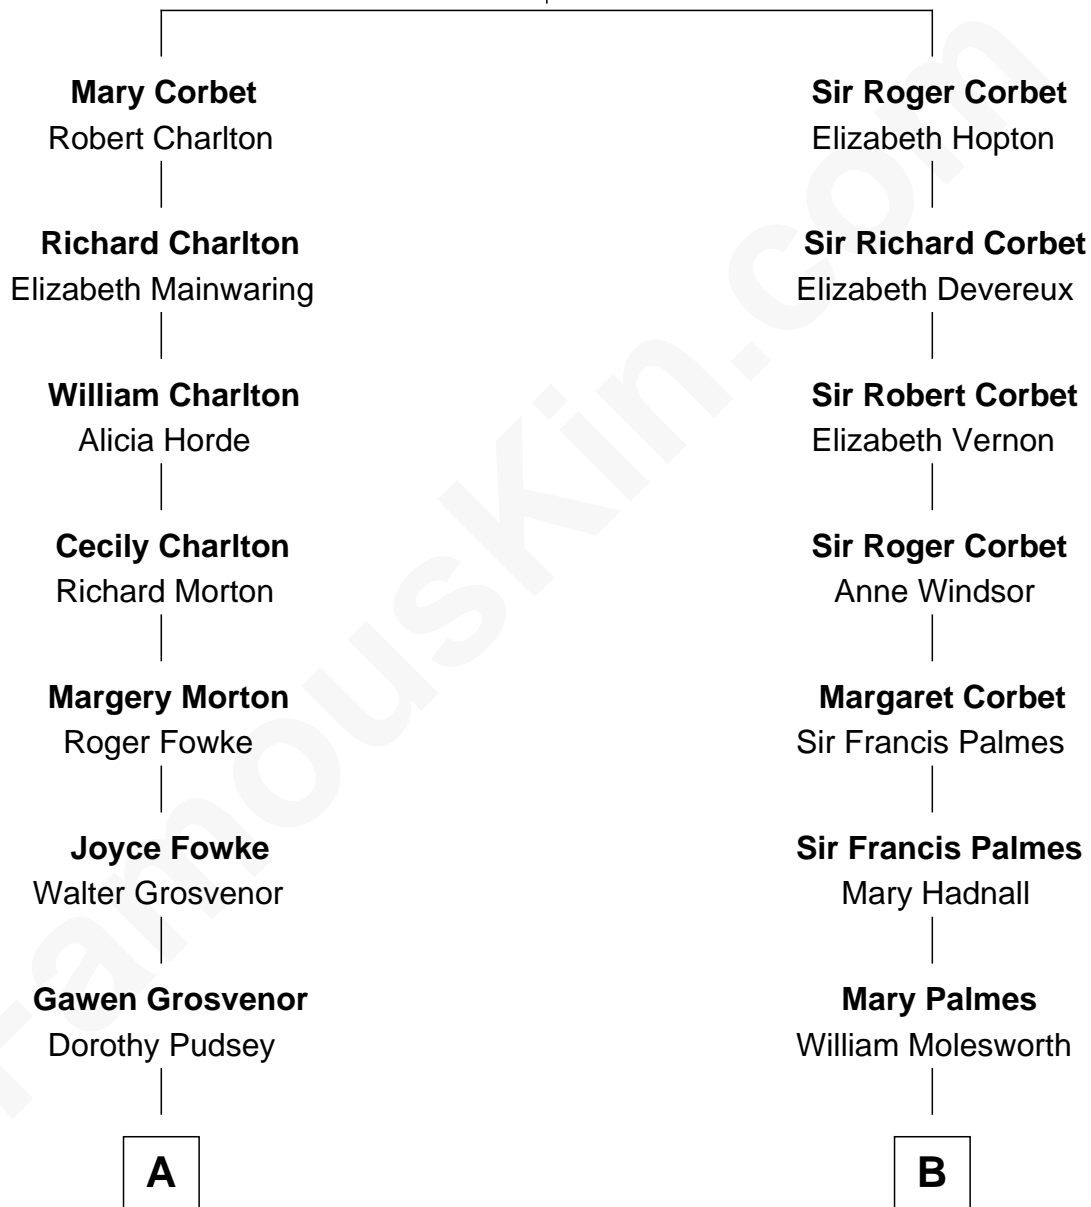 Mary Corbet
Robert Charlton
Richard Charlton
Elizabeth Mainwaring
William Charlton
Alicia Horde
Cecily Charlton
Richard Morton
Margery Morton
Roger Fowke
Joyce Fowke
Walter Grosvenor
Gawen Grosvenor
Dorothy Pudsey
A
Sir Roger Corbet
Elizabeth Hopton
Sir Richard Corbet
Elizabeth Devereux
Sir Robert Corbet
Elizabeth Vernon
Sir Roger Corbet
Anne Windsor
Margaret Corbet
Sir Francis Palmes
Sir Francis Palmes
Mary Hadnall
Mary Palmes
William Molesworth
B
FamousKin.com